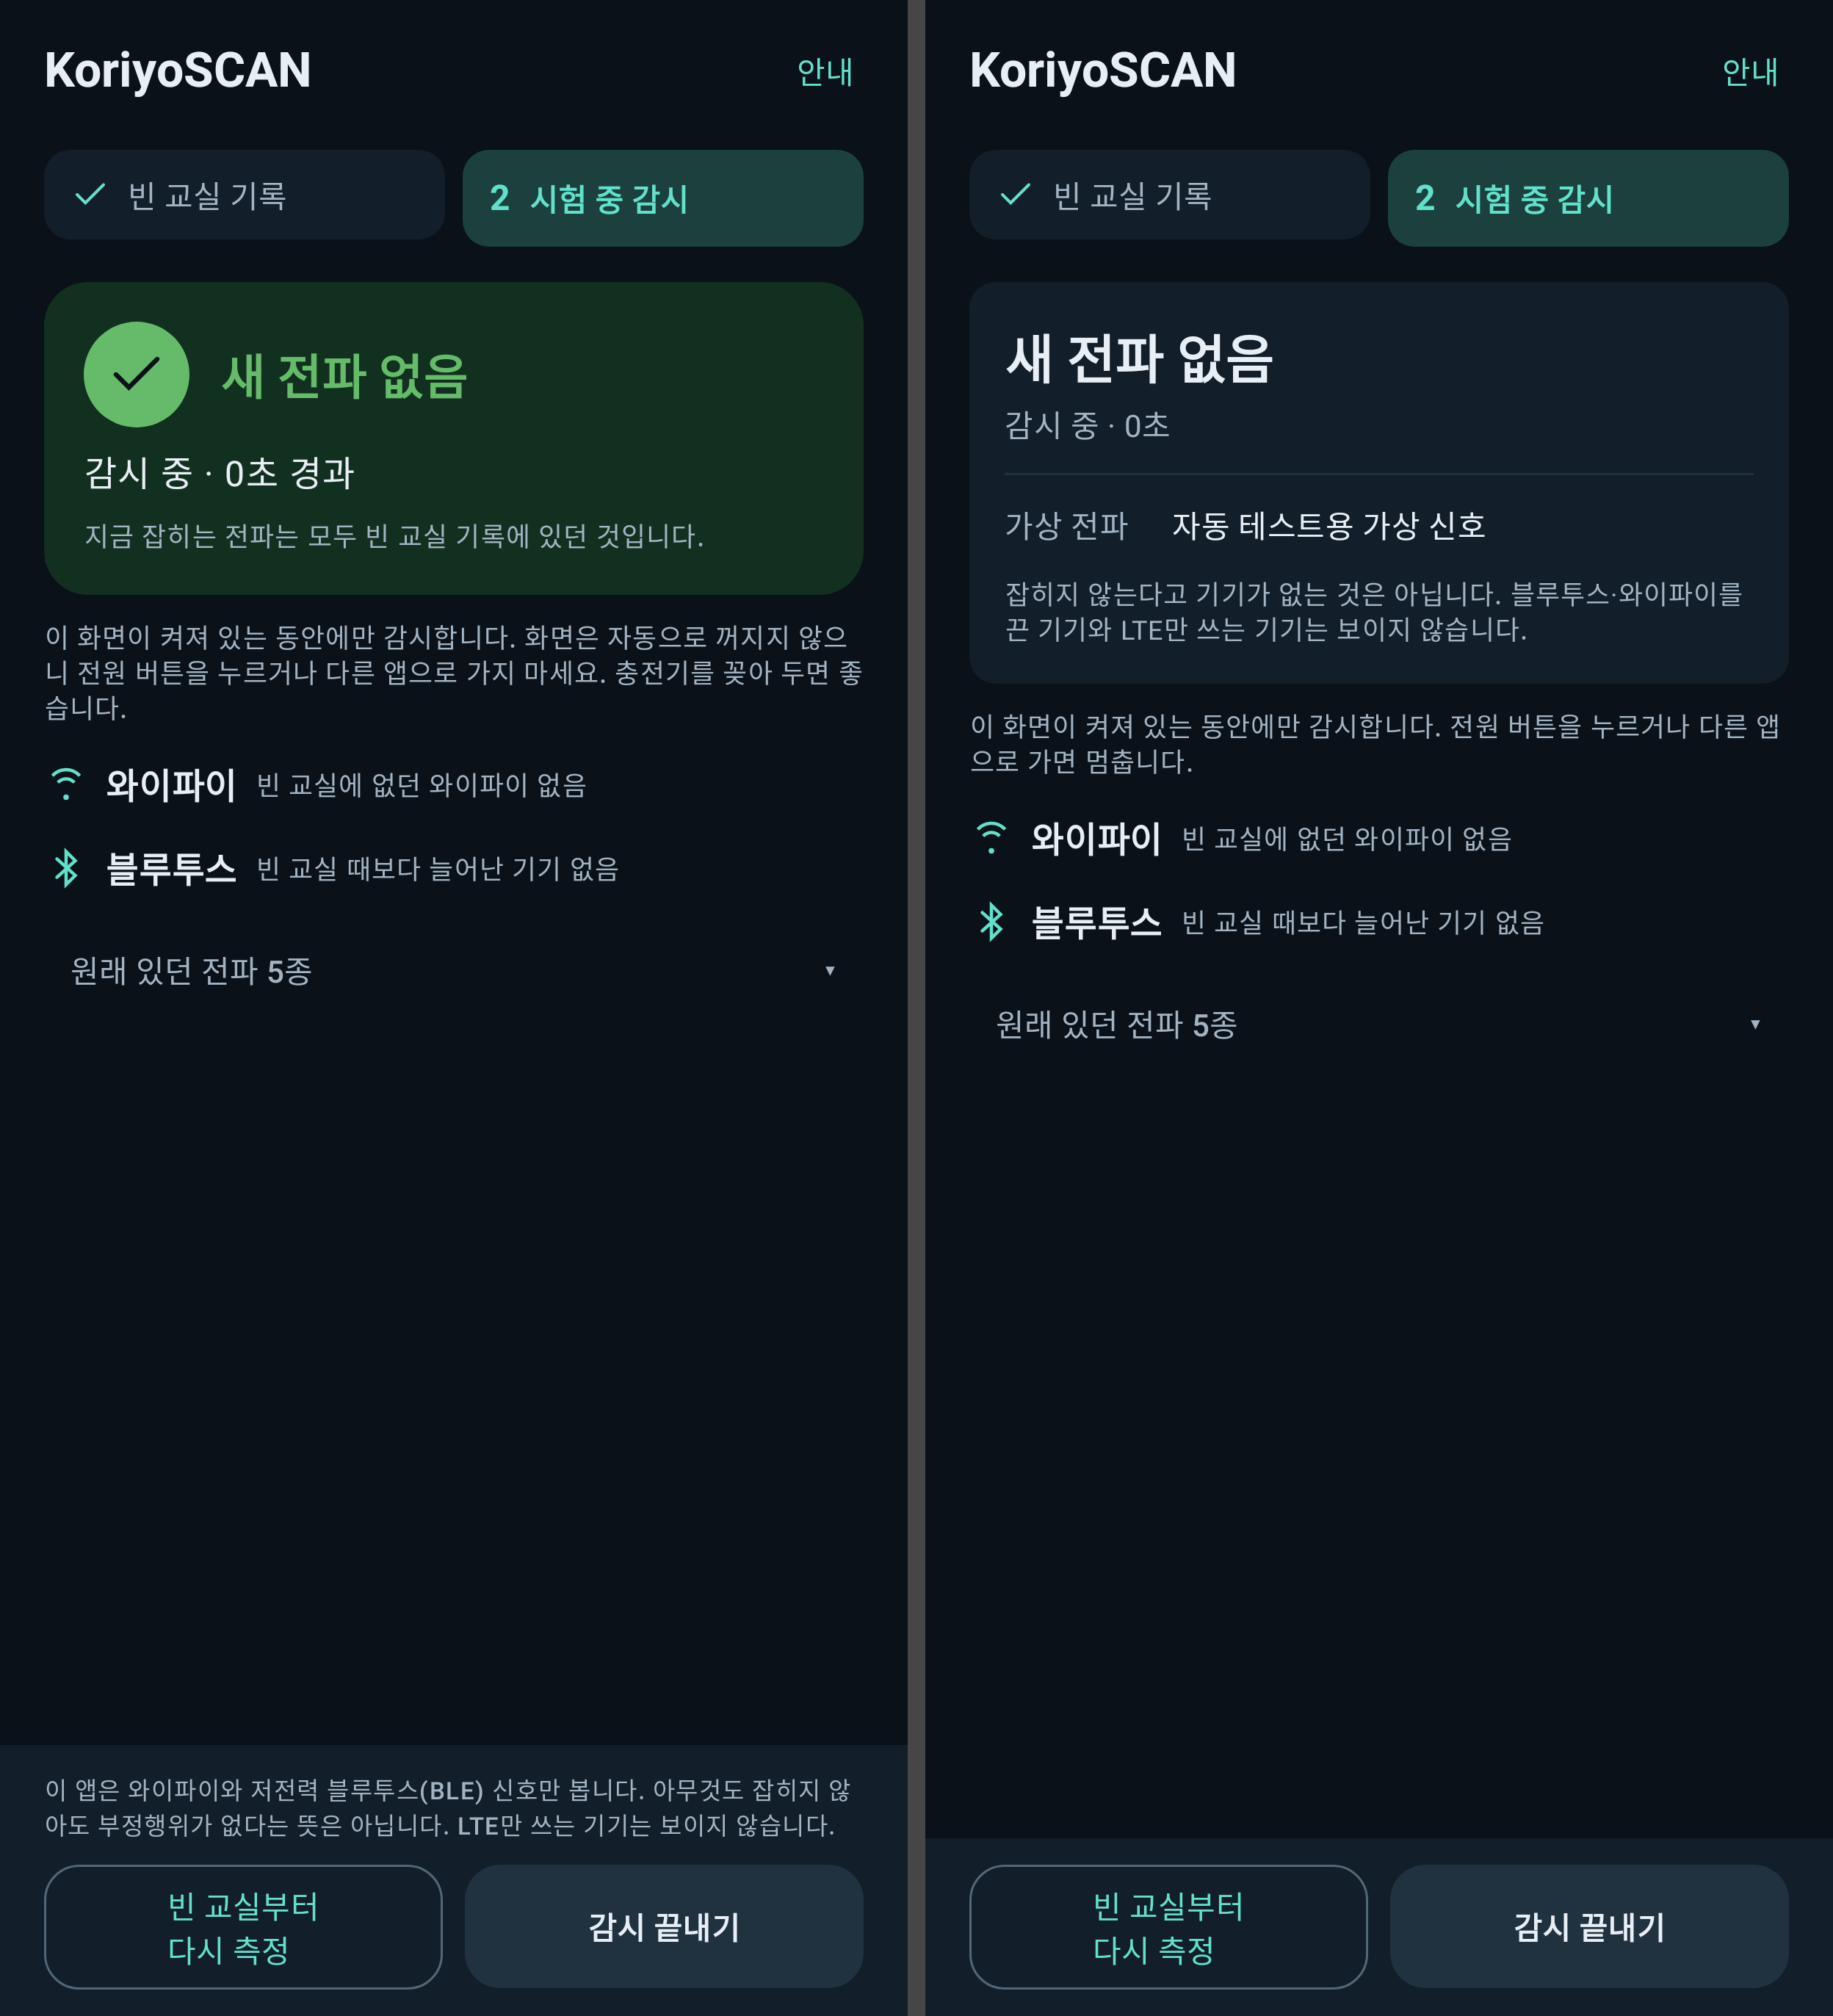 KoriyoSCAN
안내
빈 교실 기록
2 시험 중 감시
새 전파 없음
감시 중 · 0초 경과
지금 잡히는 전파는 모두 빈 교실 기록에 있던 것입니다.
이 화면이 켜져 있는 동안에만 감시합니다. 화면은 자동으로 꺼지지 않으
니 전원 버튼을 누르거나 다른 앱으로 가지 마세요. 충전기를 꽂아 두면 좋
습니다.
와이파이 빈 교실에 없던 와이파이 없음
블루투스 빈 교실 때보다 늘어난 기기 없음
원래 있던 전파 5종
이 앱은 와이파이와 저전력 블루투스(BLE) 신호만 봅니다. 아무것도 잡히지 않
아도 부정행위가 없다는 뜻은 아닙니다. LTE만 쓰는 기기는 보이지 않습니다.
빈 교실부터
다시 측정
감시 끝내기
KoriyoSCAN
안내
빈 교실 기록
2 시험 중 감시
새 전파 없음
감시 중 · 0초
가상 전파 자동 테스트용 가상 신호
잡히지 않는다고 기기가 없는 것은 아닙니다. 블루투스·와이파이를
끈 기기와 LTE만 쓰는 기기는 보이지 않습니다.
이 화면이 켜져 있는 동안에만 감시합니다. 전원 버튼을 누르거나 다른 앱
으로 가면 멈춥니다.
와이파이 빈 교실에 없던 와이파이 없음
블루투스 빈 교실 때보다 늘어난 기기 없음
원래 있던 전파 5종
빈 교실부터
다시 측정
감시 끝내기